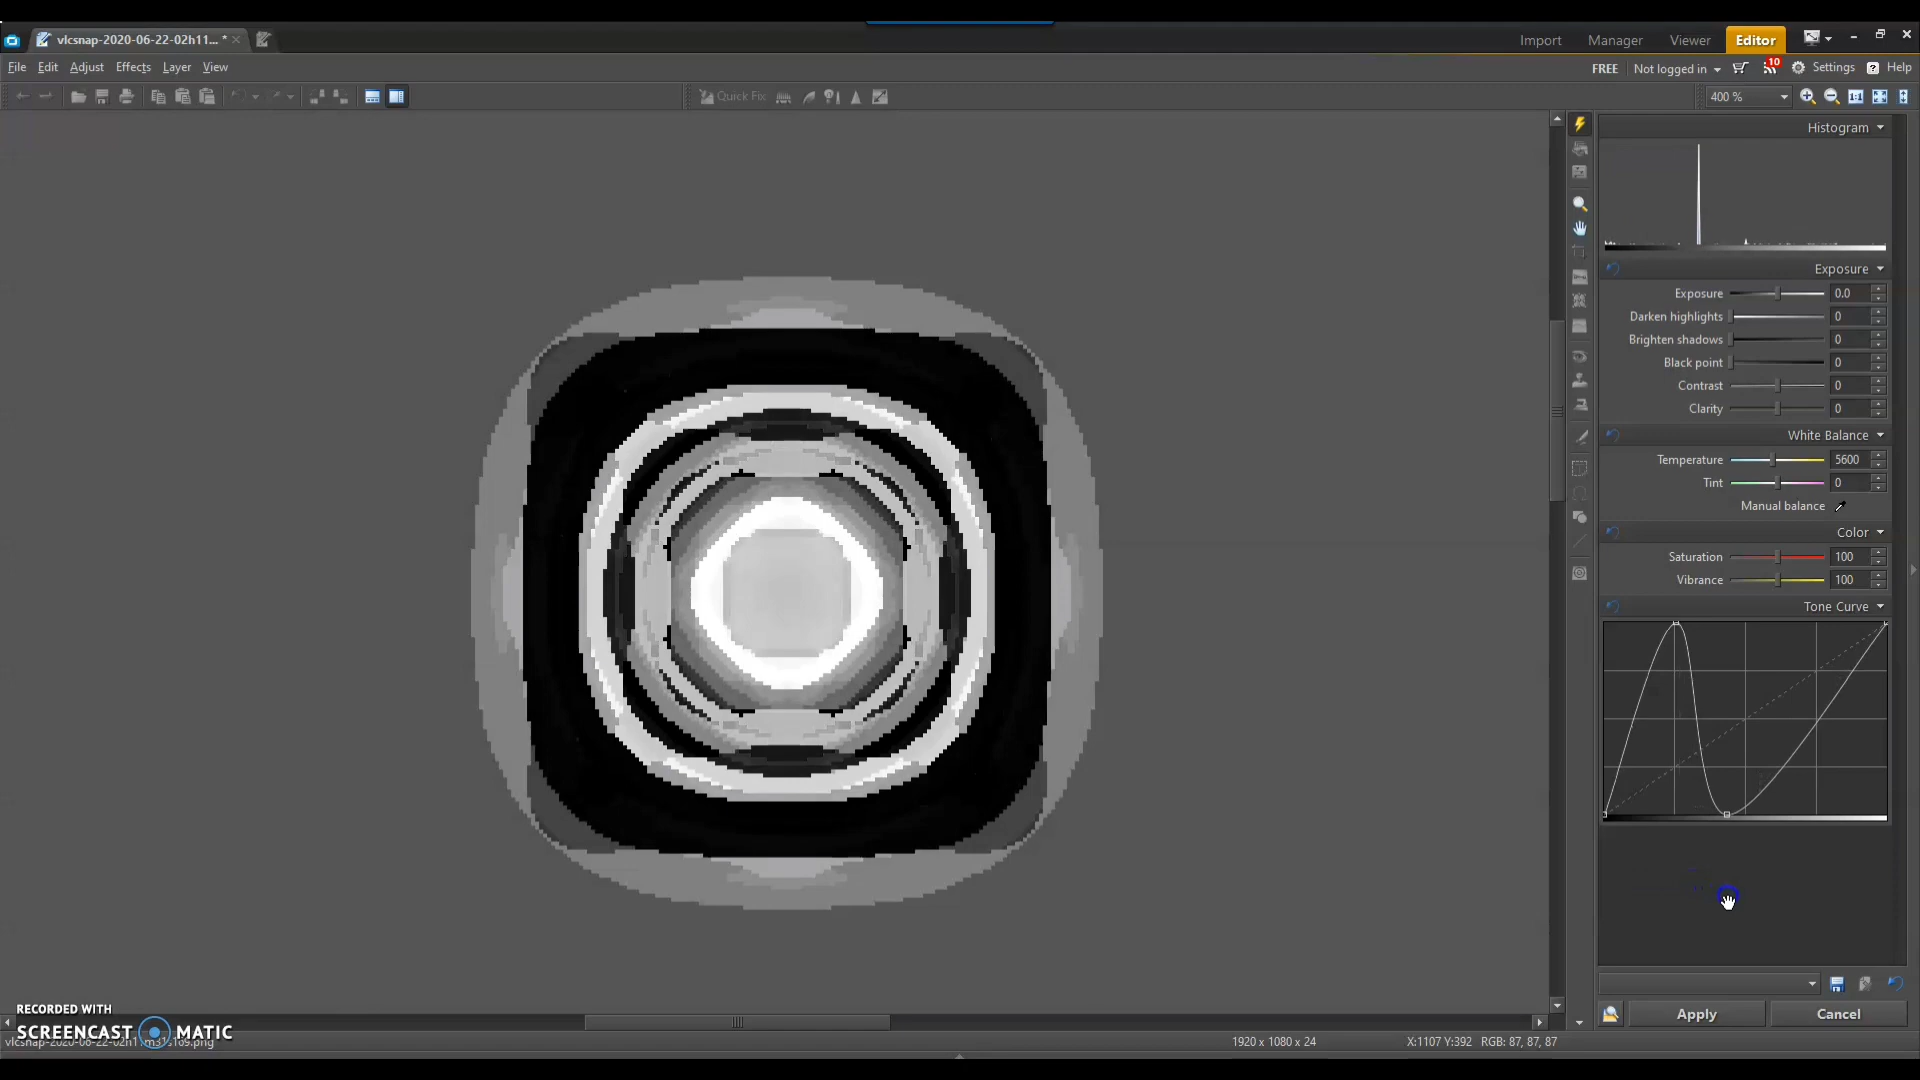 vlcsnap-2020-06-22-02h11... *
Import Manager Viewer Editor
File Edit Adjust Effects Layer View
FREE Not logged in 10 Settings Help
Quick Fix
400 %
1:1
Histogram
Exposure
Exposure 0.0
Darken highlights 0
Brighten shadows 0
Black point 0
Contrast 0
Clarity 0
White Balance
Temperature 5600
Tint 0
Manual balance
Color
Saturation 100
Vibrance 100
Tone Curve
RECORDED WITH
SCREENCAST MATIC
Apply Cancel
1920 x 1080 x 24 X:1107 Y:392 RGB: 87, 87, 87